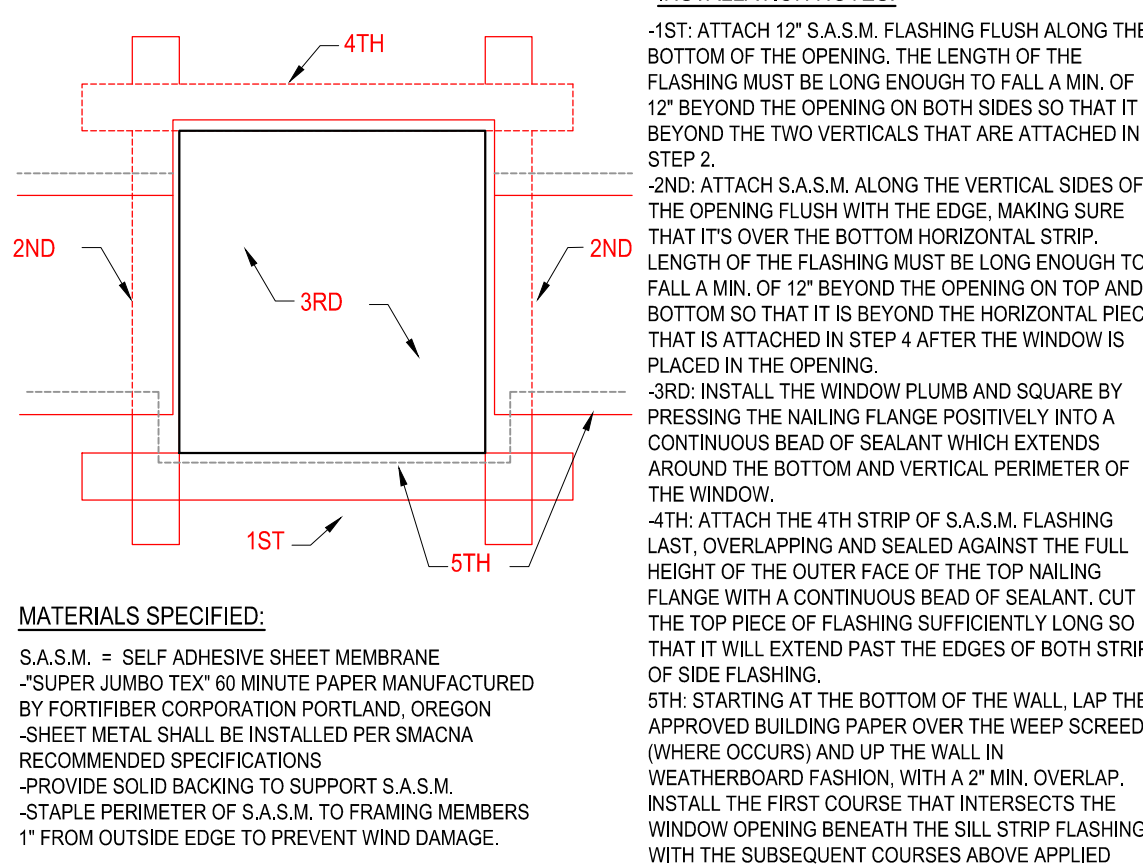 INSTALLATION NOTES:
4TH
2ND
2ND
3RD
1ST
5TH
MATERIALS SPECIFIED:
S.A.S.M. = SELF ADHESIVE SHEET MEMBRANE
-"SUPER JUMBO TEX" 60 MINUTE PAPER MANUFACTURED
BY FORTIFIBER CORPORATION PORTLAND, OREGON
-SHEET METAL SHALL BE INSTALLED PER SMACNA
RECOMMENDED SPECIFICATIONS
-PROVIDE SOLID BACKING TO SUPPORT S.A.S.M.
-STAPLE PERIMETER OF S.A.S.M. TO FRAMING MEMBERS
1" FROM OUTSIDE EDGE TO PREVENT WIND DAMAGE.
-1ST: ATTACH 12" S.A.S.M. FLASHING FLUSH ALONG THE
BOTTOM OF THE OPENING. THE LENGTH OF THE
FLASHING MUST BE LONG ENOUGH TO FALL A MIN. OF
12" BEYOND THE OPENING ON BOTH SIDES SO THAT IT
BEYOND THE TWO VERTICALS THAT ARE ATTACHED IN
STEP 2.
-2ND: ATTACH S.A.S.M. ALONG THE VERTICAL SIDES OF
THE OPENING FLUSH WITH THE EDGE, MAKING SURE
THAT IT'S OVER THE BOTTOM HORIZONTAL STRIP.
LENGTH OF THE FLASHING MUST BE LONG ENOUGH TO
FALL A MIN. OF 12" BEYOND THE OPENING ON TOP AND
BOTTOM SO THAT IT IS BEYOND THE HORIZONTAL PIEC
THAT IS ATTACHED IN STEP 4 AFTER THE WINDOW IS
PLACED IN THE OPENING.
-3RD: INSTALL THE WINDOW PLUMB AND SQUARE BY
PRESSING THE NAILING FLANGE POSITIVELY INTO A
CONTINUOUS BEAD OF SEALANT WHICH EXTENDS
AROUND THE BOTTOM AND VERTICAL PERIMETER OF
THE WINDOW.
-4TH: ATTACH THE 4TH STRIP OF S.A.S.M. FLASHING
LAST, OVERLAPPING AND SEALED AGAINST THE FULL
HEIGHT OF THE OUTER FACE OF THE TOP NAILING
FLANGE WITH A CONTINUOUS BEAD OF SEALANT. CUT
THE TOP PIECE OF FLASHING SUFFICIENTLY LONG SO
THAT IT WILL EXTEND PAST THE EDGES OF BOTH STRIP
OF SIDE FLASHING.
5TH: STARTING AT THE BOTTOM OF THE WALL, LAP THE
APPROVED BUILDING PAPER OVER THE WEEP SCREED
(WHERE OCCURS) AND UP THE WALL IN
WEATHERBOARD FASHION, WITH A 2" MIN. OVERLAP.
INSTALL THE FIRST COURSE THAT INTERSECTS THE
WINDOW OPENING BENEATH THE SILL STRIP FLASHING
WITH THE SUBSEQUENT COURSES ABOVE APPLIED